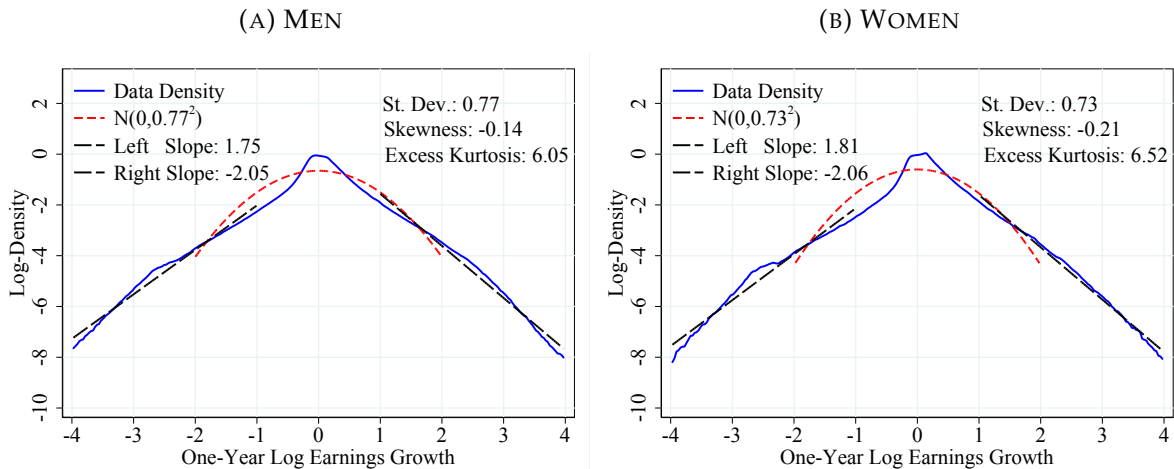 (A) MEN
Data Density
N(0,0.77²)
Left Slope: 1.75
Right Slope: -2.05
St. Dev.: 0.77
Skewness: -0.14
Excess Kurtosis: 6.05
Log-Density
2
0
-2
-4
-6
-8
-10
-4 -3 -2 -1 0 1 2 3 4
One-Year Log Earnings Growth
(B) WOMEN
Data Density
N(0,0.73²)
Left Slope: 1.81
Right Slope: -2.06
St. Dev.: 0.73
Skewness: -0.21
Excess Kurtosis: 6.52
Log-Density
2
0
-2
-4
-6
-8
-10
-4 -3 -2 -1 0 1 2 3 4
One-Year Log Earnings Growth